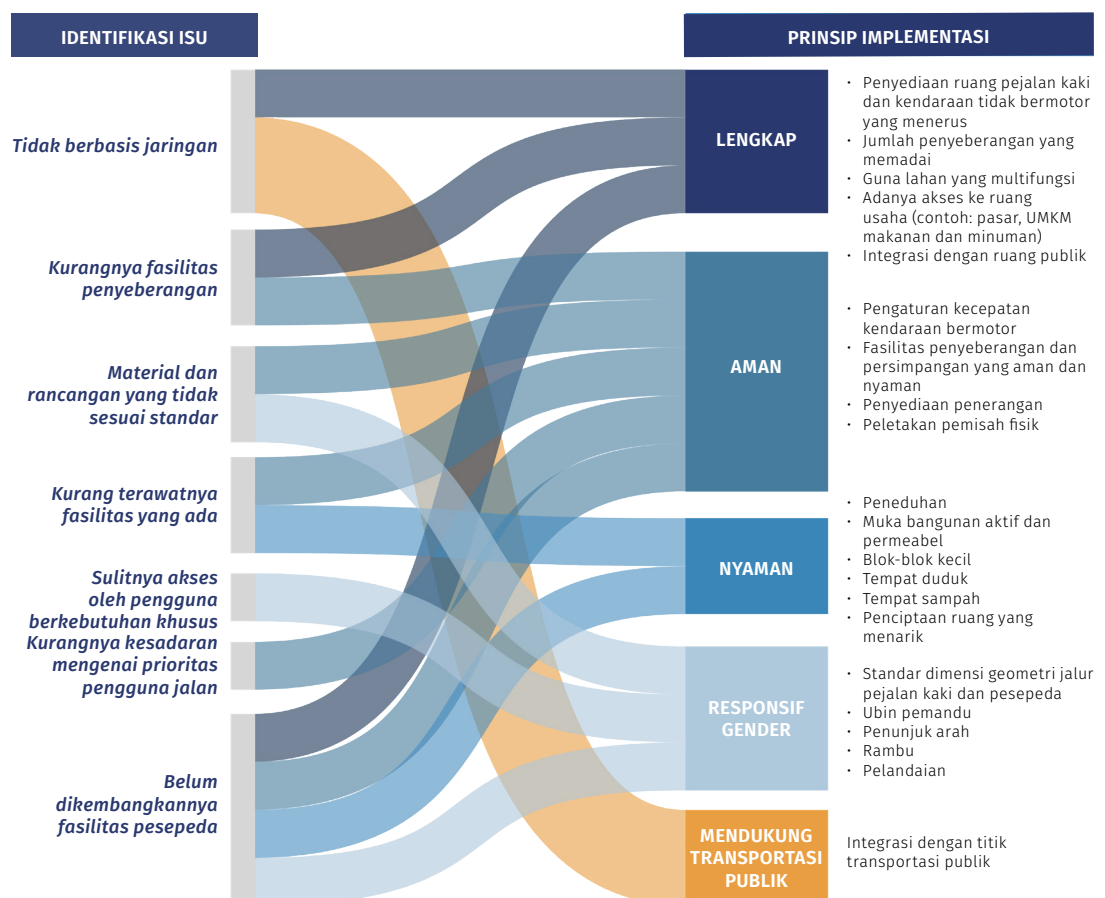 IDENTIFIKASI ISU
Tidak berbasis jaringan
Kurangnya fasilitas
penyeberangan
Material dan
rancangan yang tidak
sesuai standar
Kurang terawatnya
fasilitas yang ada
Sulitnya akses
oleh pengguna
berkebutuhan khusus
Kurangnya kesadaran
mengenai prioritas
pengguna jalan
Belum
dikembangkannya
fasilitas pesepeda
PRINSIP IMPLEMENTASI
LENGKAP
• Penyediaan ruang pejalan kaki
dan kendaraan tidak bermotor
yang menerus
• Jumlah penyeberangan yang
memadai
• Guna lahan yang multifungsi
• Adanya akses ke ruang
usaha (contoh: pasar, UMKM
makanan dan minuman)
• Integrasi dengan ruang publik
AMAN
• Pengaturan kecepatan
kendaraan bermotor
• Fasilitas penyeberangan dan
persimpangan yang aman dan
nyaman
• Penyediaan penerangan
• Peletakan pemisah fisik
NYAMAN
• Peneduhan
• Muka bangunan aktif dan
permeabel
• Blok-blok kecil
• Tempat duduk
• Tempat sampah
• Penciptaan ruang yang
menarik
RESPONSIF
GENDER
• Standar dimensi geometri jalur
pejalan kaki dan pesepeda
• Ubin pemandu
• Penunjuk arah
• Rambu
• Pelandaian
MENDUKUNG
TRANSPORTASI
PUBLIK
Integrasi dengan titik
transportasi publik